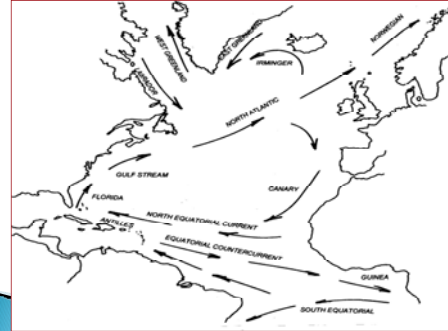 NORWEGIAN
EAST GREENLAND
WEST GREENLAND
IRMINGER
LABRADOR
NORTH ATLANTIC
GULF STREAM
CANARY
FLORIDA
NORTH EQUATORIAL CURRENT
ANTILLES
EQUATORIAL COUNTERCURRENT
GUINEA
SOUTH EQUATORIAL